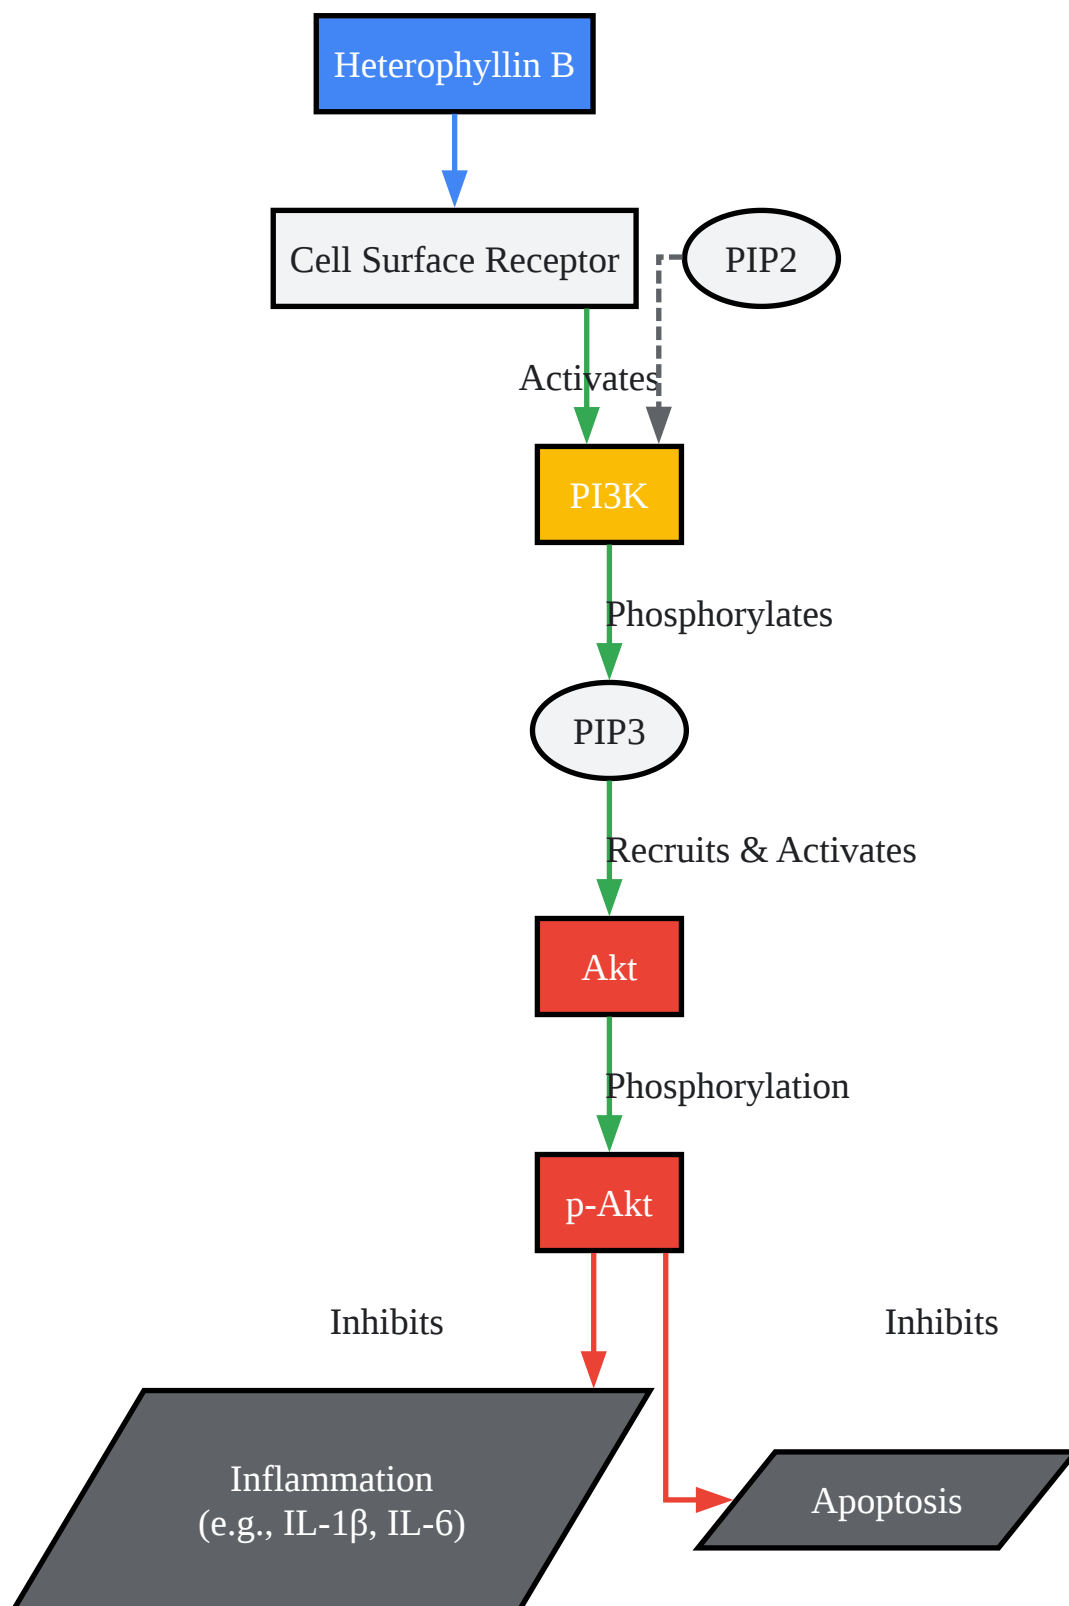 Heterophyllin B
Cell Surface Receptor
PIP2
Activates
PI3K
Phosphorylates
PIP3
Recruits & Activates
Akt
Phosphorylation
p-Akt
Inhibits
Inhibits
Inflammation
(e.g., IL-1β, IL-6)
Apoptosis